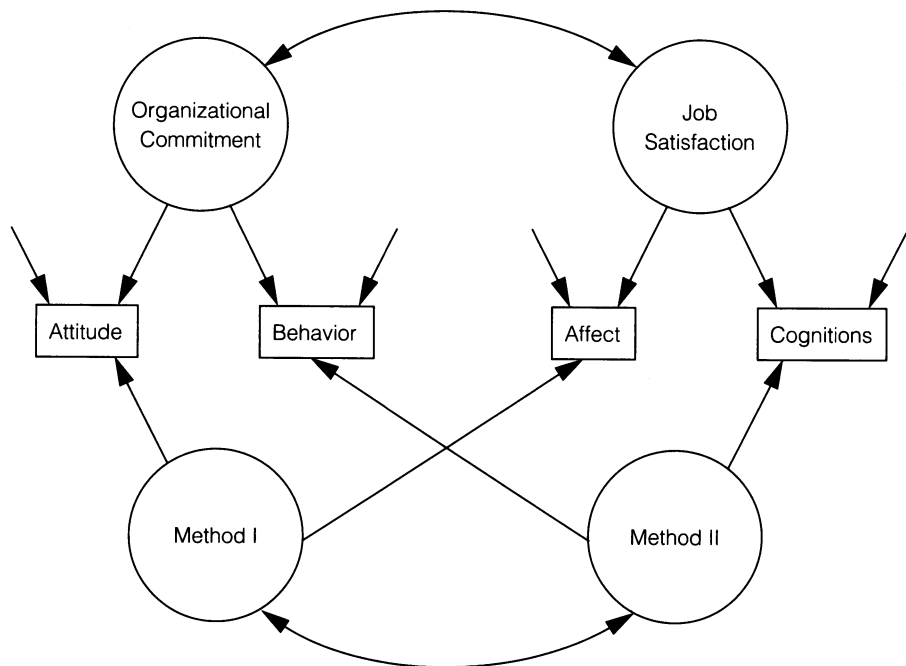 Organizational
Commitment
Job
Satisfaction
Attitude
Behavior
Affect
Cognitions
Method I
Method II